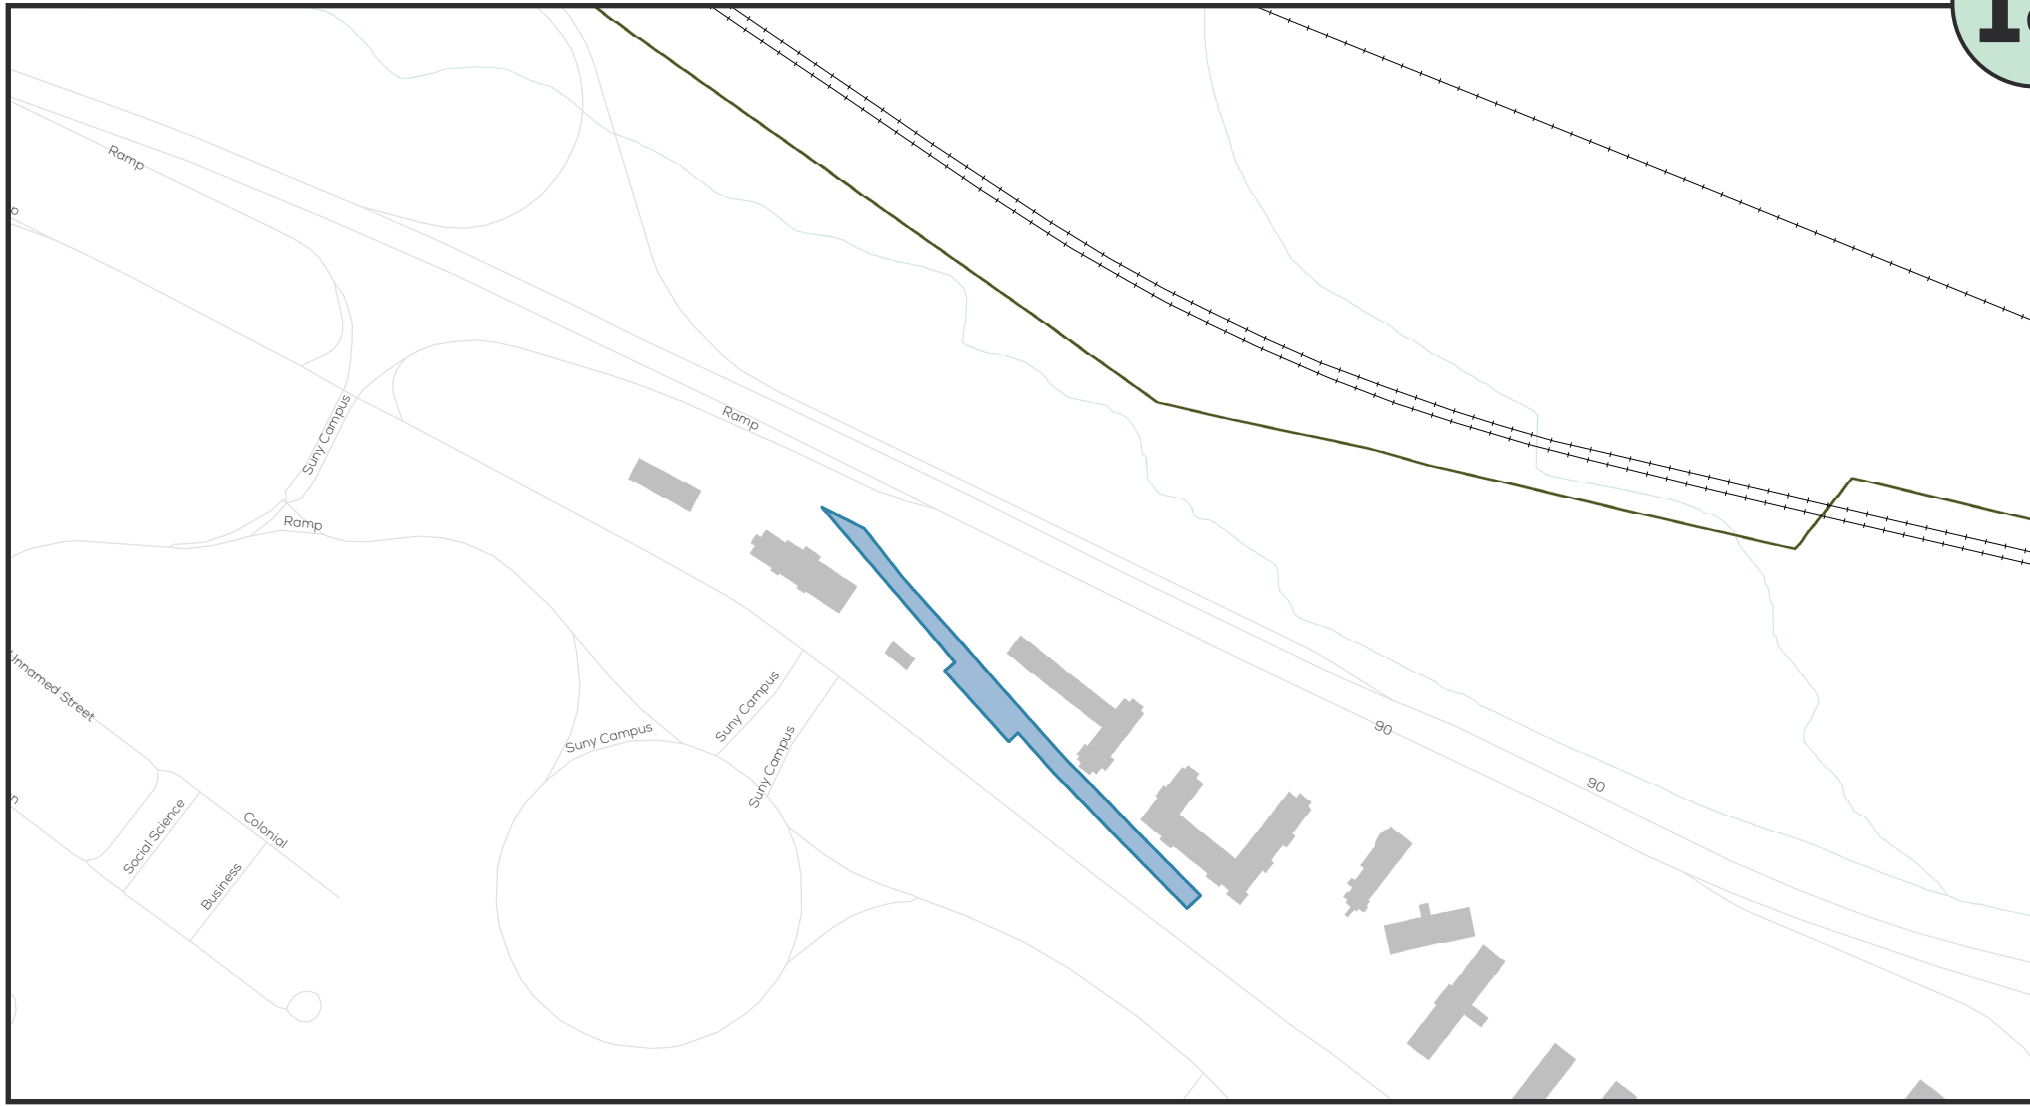 Ramp
Suny Campus
Ramp
Ramp
Unnamed Street
Suny Campus
Suny Campus
Suny Campus
90
90
Social Science
Colonial
Business